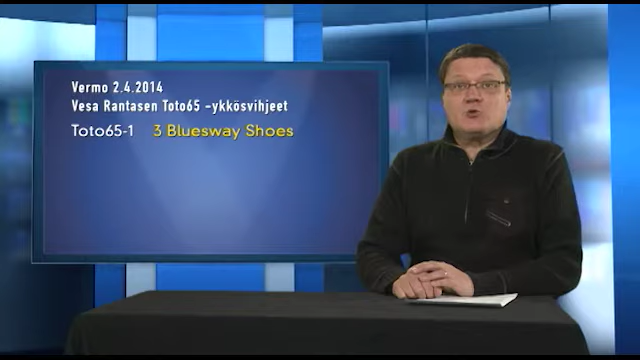 Vermo 2.4.2014
Vesa Rantasen Toto65 -ykkösvihjeet
Toto65-1 3 Bluesway Shoes